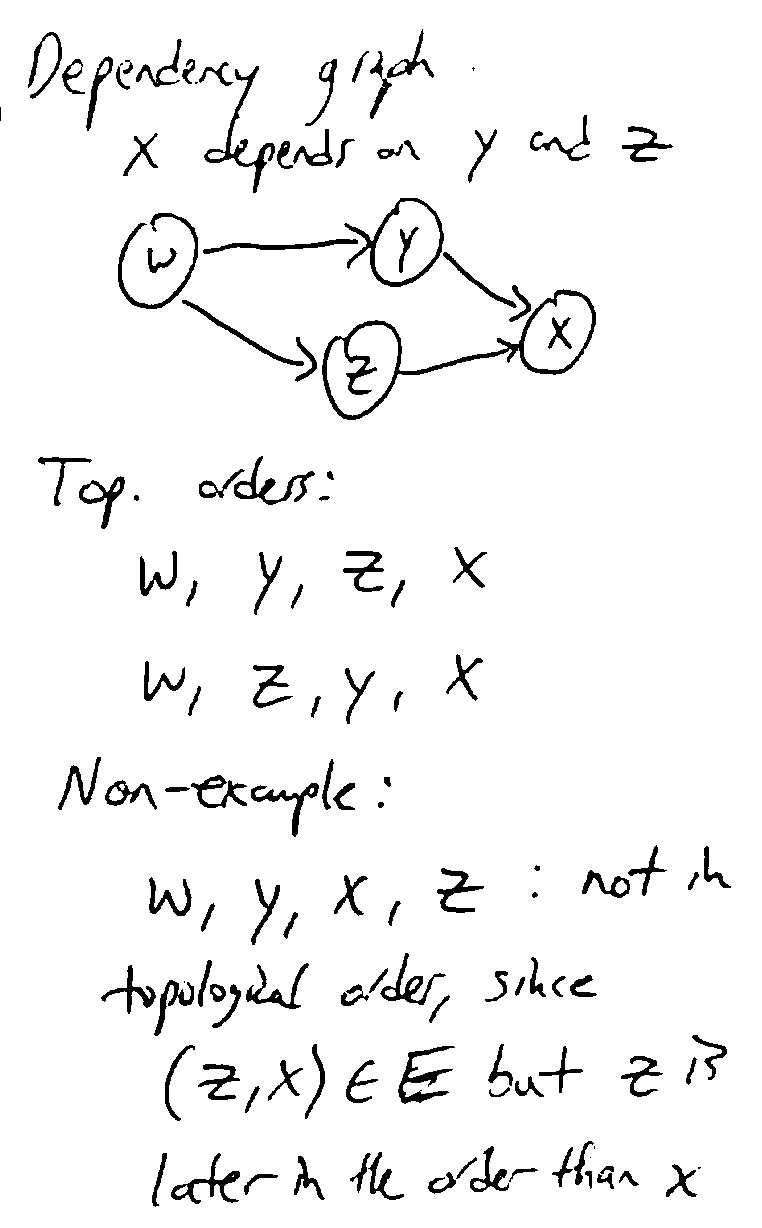 Dependency graph.
X depends on Y and Z
W
Y
Z
X
Top. orders:
W, Y, Z, X
W, Z, Y, X
Non-example:
W, Y, X, Z : not in
topological order, since
(Z, X) ∈ E but Z is
later in the order than X